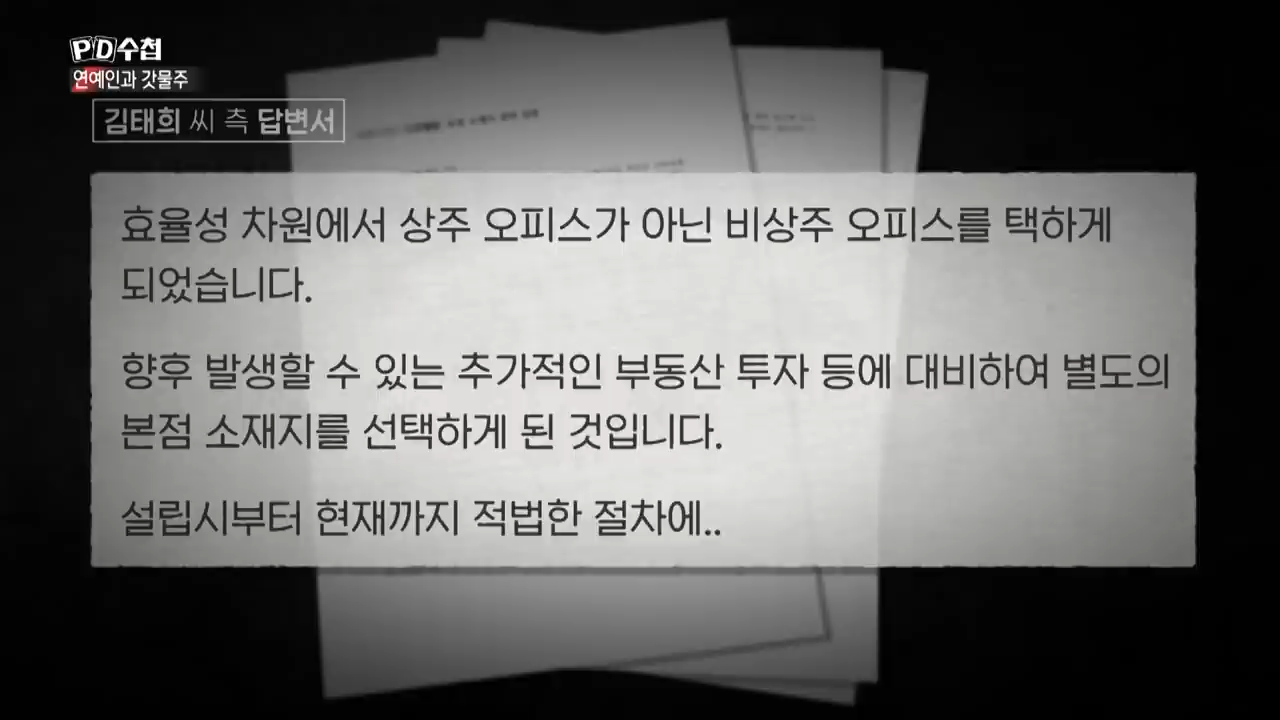 PD수첩
연예인과 갓물주
김태희 씨 측 답변서
효율성 차원에서 상주 오피스가 아닌 비상주 오피스를 택하게
되었습니다.
향후 발생할 수 있는 추가적인 부동산 투자 등에 대비하여 별도의
본점 소재지를 선택하게 된 것입니다.
설립시부터 현재까지 적법한 절차에..